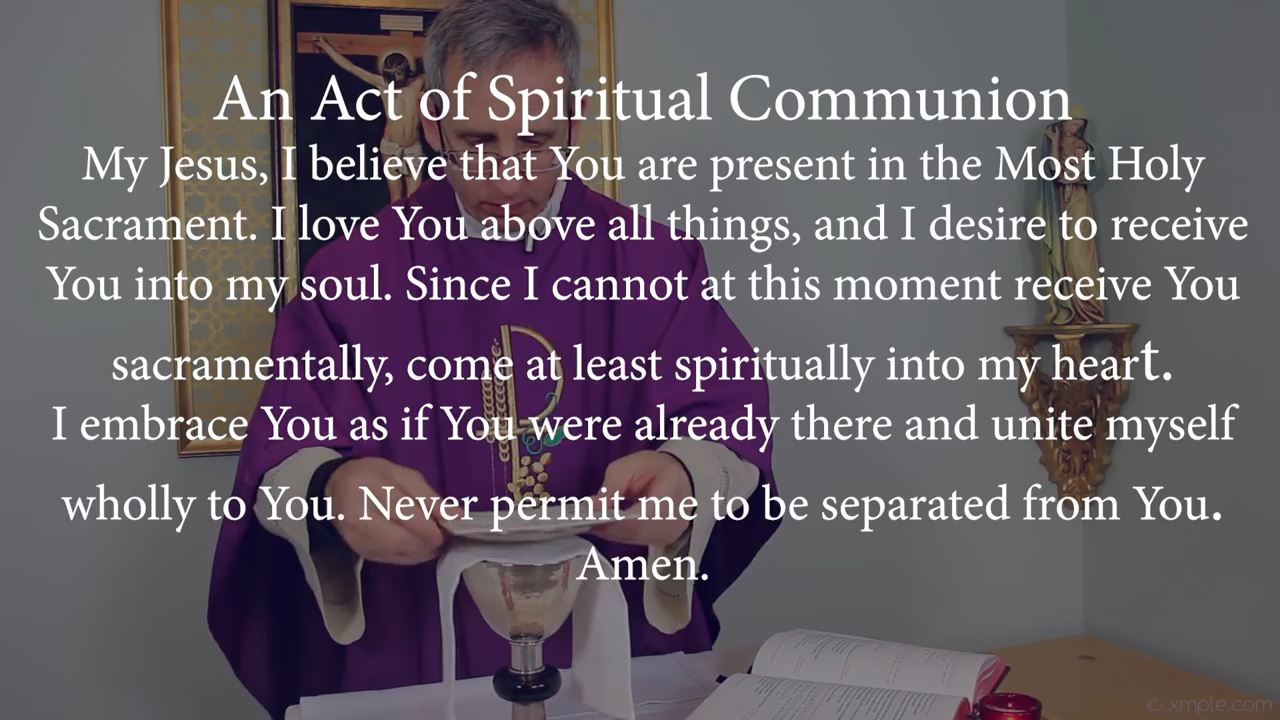 An Act of Spiritual Communion
My Jesus, I believe that You are present in the Most Holy
Sacrament. I love You above all things, and I desire to receive
You into my soul. Since I cannot at this moment receive You
sacramentally, come at least spiritually into my heart.
I embrace You as if You were already there and unite myself
wholly to You. Never permit me to be separated from You.
Amen.
© xmple.com